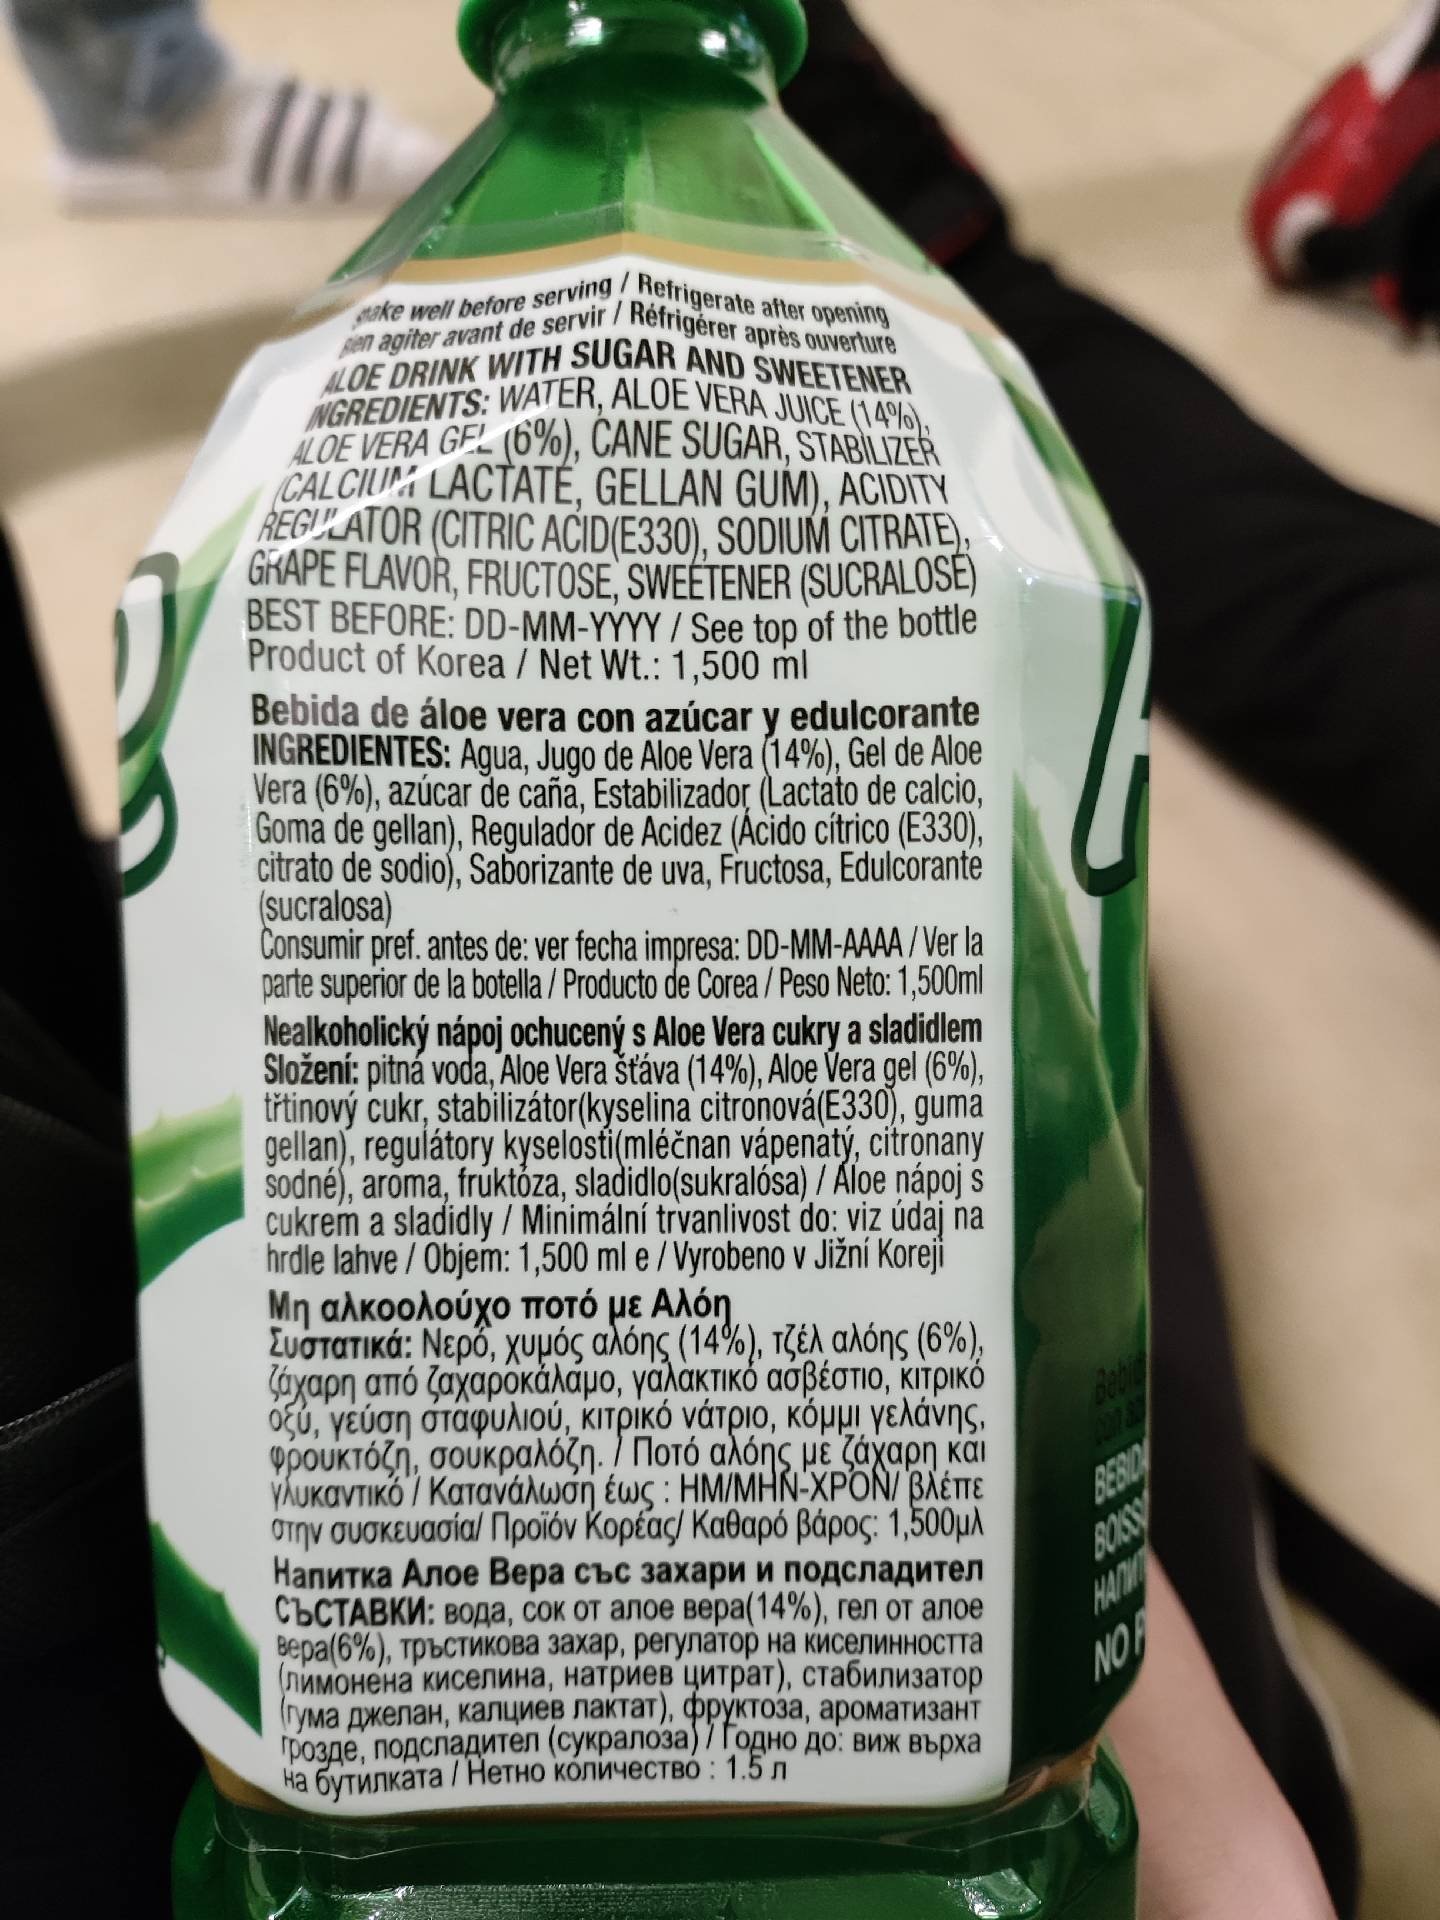 well before serving / Refrigerate after opening
agiter avant de servir / Réfrigérer après ouverture
ALOE DRINK WITH SUGAR AND SWEETENER
INGREDIENTS: WATER, ALOE VERA JUICE (14%),
ALOE VERA GEL (6%), CANE SUGAR, STABILIZER
(CALCIUM LACTATE, GELLAN GUM), ACIDITY
REGULATOR (CITRIC ACID(E330), SODIUM CITRATE),
GRAPE FLAVOR, FRUCTOSE, SWEETENER (SUCRALOSE)
BEST BEFORE: DD-MM-YYYY / See top of the bottle
Product of Korea / Net Wt.: 1,500 ml
Bebida de áloe vera con azúcar y edulcorante
INGREDIENTES: Agua, Jugo de Aloe Vera (14%), Gel de Aloe
Vera (6%), azúcar de caña, Estabilizador (Lactato de calcio,
Goma de gellan), Regulador de Acidez (Ácido cítrico (E330),
citrato de sodio), Saborizante de uva, Fructosa, Edulcorante
(sucralosa)
Consumir pref. antes de: ver fecha impresa: DD-MM-AAAA / Ver la
parte superior de la botella / Producto de Corea / Peso Neto: 1,500ml
Nealkoholický nápoj ochucený s Aloe Vera cukry a sladidlem
Složení: pitná voda, Aloe Vera šťáva (14%), Aloe Vera gel (6%),
třtinový cukr, stabilizátor(kyselina citronová(E330), guma
gellan), regulátory kyselosti(mléčnan vápenatý, citronany
sodné), aroma, fruktóza, sladidlo(sukralósa) / Aloe nápoj s
cukrem a sladidly / Minimální trvanlivost do: viz údaj na
hrdle lahve / Objem: 1,500 ml e / Vyrobeno v Jižní Koreji
Μη αλκοολούχο ποτό με Αλόη
Συστατικά: Νερό, χυμός αλόης (14%), τζέλ αλόης (6%),
ζάχαρη από ζαχαροκάλαμο, γαλακτικό ασβέστιο, κιτρικό
οξύ, γεύση σταφυλιού, κιτρικό νάτριο, κόμμι γελάνης,
φρουκτόζη, σουκραλόζη. / Ποτό αλόης με ζάχαρη και
γλυκαντικό / Κατανάλωση έως : ΗΜ/ΜΗΝ-ΧΡΟΝ/ βλέπε
στην συσκευασία/ Προϊόν Κορέας/ Καθαρό βάρος: 1,500μλ
Напитка Алое Вера със захари и подсладител
СЪСТАВКИ: вода, сок от алое вера(14%), гел от алое
вера(6%), тръстикова захар, регулатор на киселинността
(лимонена киселина, натриев цитрат), стабилизатор
(гума джелан, калциев лактат), фруктоза, ароматизант
грозде, подсладител (сукралоза) / Годно до: виж върха
на бутилката / Нетно количество : 1.5 л
NO